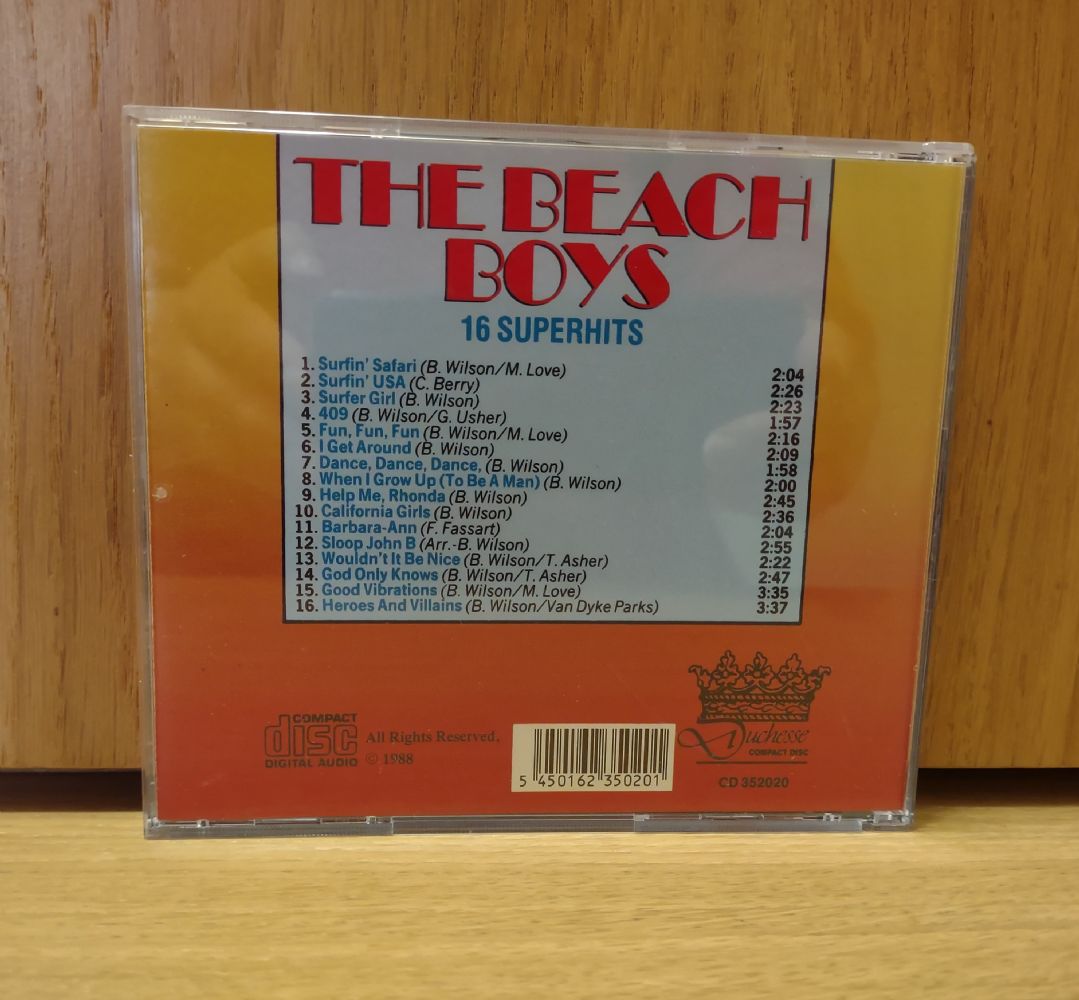 THE BEACH
BOYS
16 SUPERHITS
1. Surfin' Safari (B. Wilson/M. Love) 2:04
2. Surfin' USA (C. Berry) 2:26
3. Surfer Girl (B. Wilson) 2:23
4. 409 (B. Wilson/G. Usher) 1:57
5. Fun, Fun, Fun (B. Wilson/M. Love) 2:16
6. I Get Around (B. Wilson) 2:09
7. Dance, Dance, Dance, (B. Wilson) 1:58
8. When I Grow Up (To Be A Man) (B. Wilson) 2:00
9. Help Me, Rhonda (B. Wilson) 2:45
10. California Girls (B. Wilson) 2:36
11. Barbara-Ann (F. Fassart) 2:04
12. Sloop John B (Arr.-B. Wilson) 2:55
13. Wouldn't It Be Nice (B. Wilson/T. Asher) 2:22
14. God Only Knows (B. Wilson/T. Asher) 2:47
15. Good Vibrations (B. Wilson/M. Love) 3:35
16. Heroes And Villains (B. Wilson/Van Dyke Parks) 3:37
COMPACT
disc
DIGITAL AUDIO
All Rights Reserved.
© 1988
5 450162 350201
Duchesse
COMPACT DISC
CD 352020